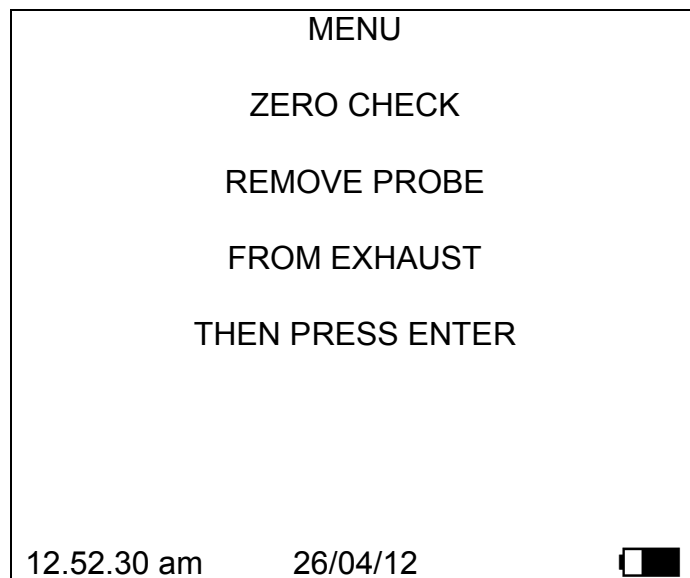 MENU
ZERO CHECK
REMOVE PROBE
FROM EXHAUST
THEN PRESS ENTER
12.52.30 am 26/04/12